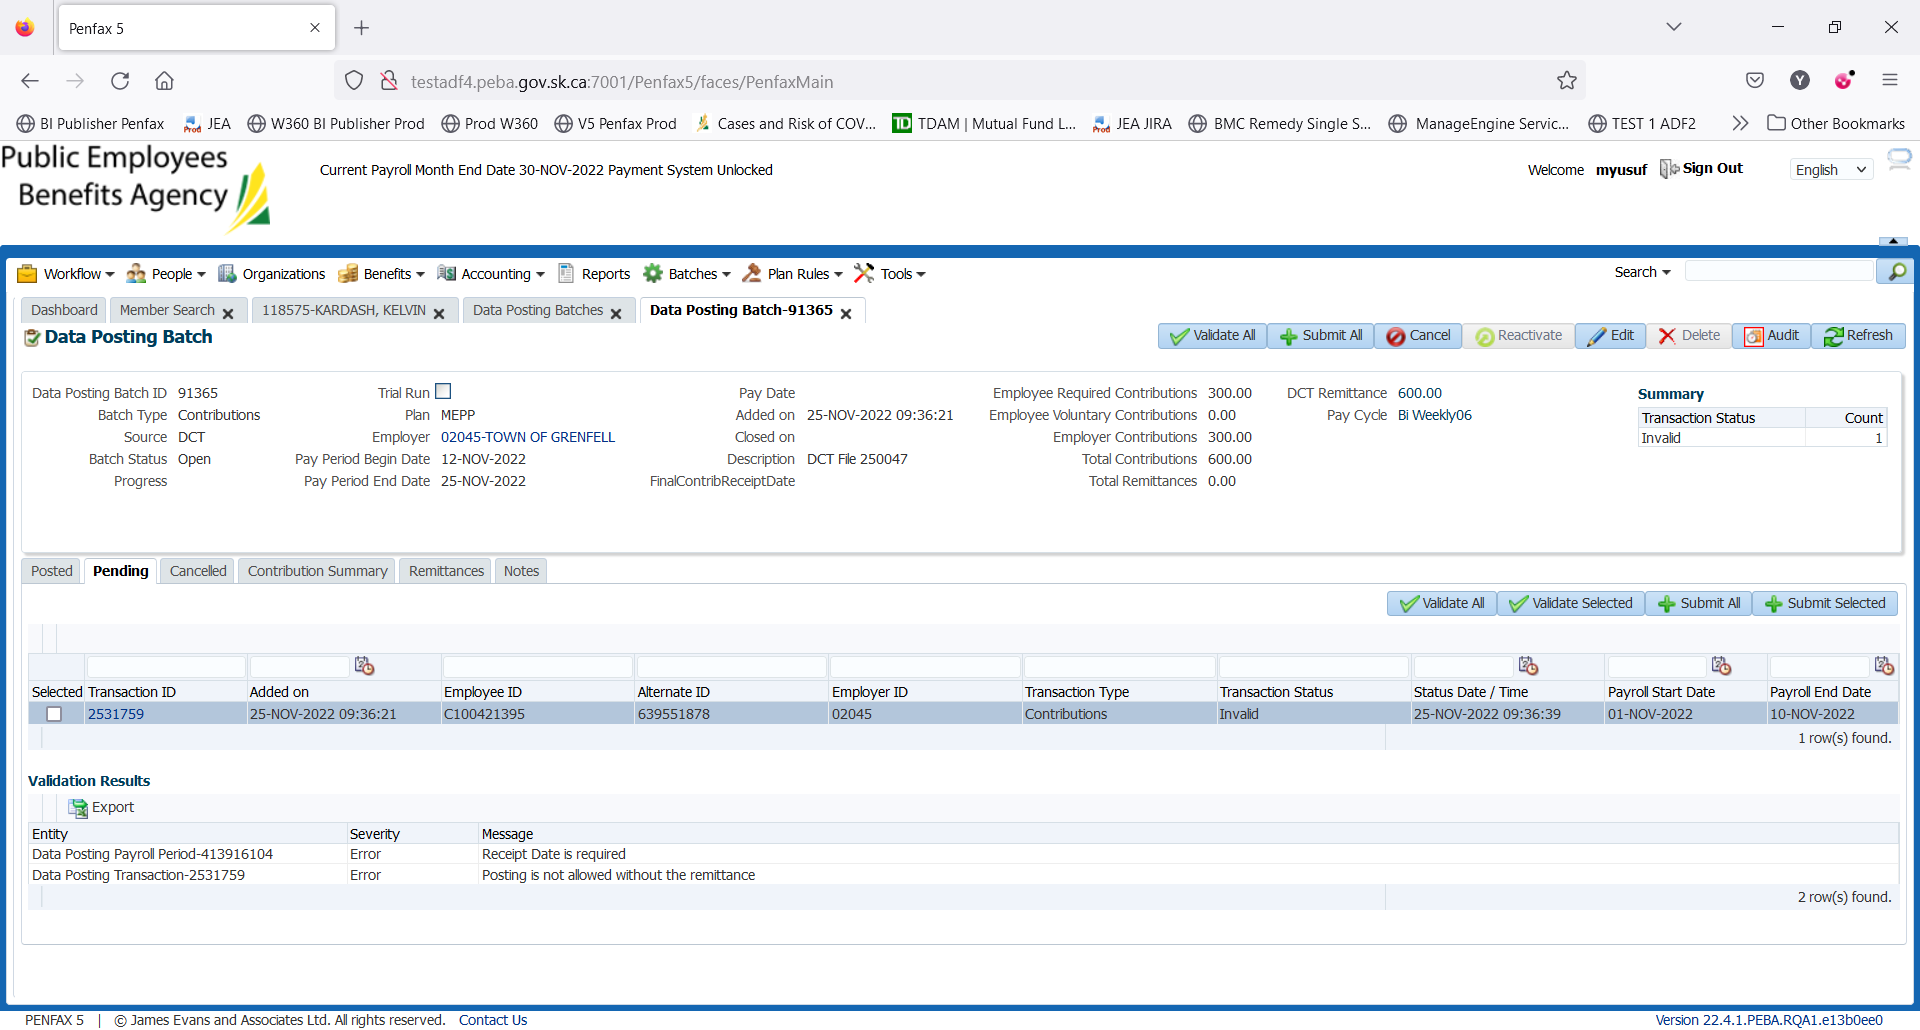 Penfax 5
testadf4.peba.gov.sk.ca:7001/Penfax5/faces/PenfaxMain
BI Publisher Penfax JEA W360 BI Publisher Prod Prod W360 V5 Penfax Prod Cases and Risk of COV... TDAM | Mutual Fund L... JEA JIRA BMC Remedy Single S... ManageEngine Servic... TEST 1 ADF2 Other Bookmarks
Public Employees
Benefits Agency
Current Payroll Month End Date 30-NOV-2022 Payment System Unlocked
Welcome myusuf Sign Out English
Workflow People Organizations Benefits Accounting Reports Batches Plan Rules Tools Search
Dashboard Member Search 118575-KARDASH, KELVIN Data Posting Batches Data Posting Batch-91365
Data Posting Batch Validate All Submit All Cancel Reactivate Edit Delete Audit Refresh
Data Posting Batch ID 91365 Trial Run Pay Date Employee Required Contributions 300.00 DCT Remittance 600.00 Summary
Batch Type Contributions Plan MEPP Added on 25-NOV-2022 09:36:21 Employee Voluntary Contributions 0.00 Pay Cycle Bi Weekly06 Transaction Status Count
Source DCT Employer 02045-TOWN OF GRENFELL Closed on Employer Contributions 300.00 Invalid 1
Batch Status Open Pay Period Begin Date 12-NOV-2022 Description DCT File 250047 Total Contributions 600.00
Progress Pay Period End Date 25-NOV-2022 FinalContribReceiptDate Total Remittances 0.00
Posted Pending Cancelled Contribution Summary Remittances Notes
Validate All Validate Selected Submit All Submit Selected
Selected Transaction ID Added on Employee ID Alternate ID Employer ID Transaction Type Transaction Status Status Date / Time Payroll Start Date Payroll End Date
2531759 25-NOV-2022 09:36:21 C100421395 639551878 02045 Contributions Invalid 25-NOV-2022 09:36:39 01-NOV-2022 10-NOV-2022
1 row(s) found.
Validation Results
Export
Entity Severity Message
Data Posting Payroll Period-413916104 Error Receipt Date is required
Data Posting Transaction-2531759 Error Posting is not allowed without the remittance
2 row(s) found.
PENFAX 5 | © James Evans and Associates Ltd. All rights reserved. Contact Us Version 22.4.1.PEBA.RQA1.e13b0ee0